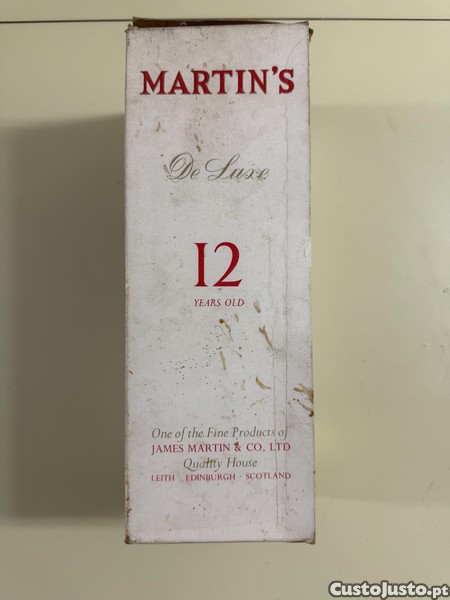 MARTIN'S
De Luxe
12
YEARS OLD
One of the Fine Products of
JAMES MARTIN & CO. LTD
Quality House
LEITH · EDINBURGH · SCOTLAND
CustoJusto.pt